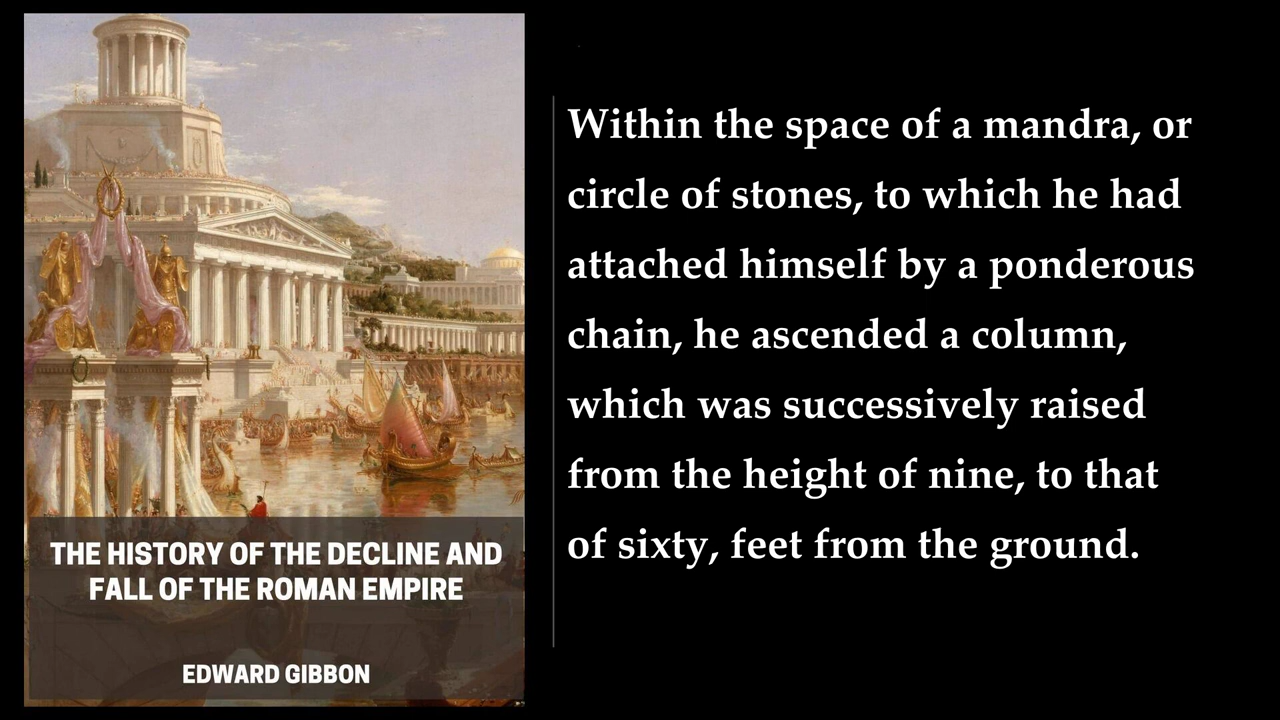 THE HISTORY OF THE DECLINE AND
FALL OF THE ROMAN EMPIRE
EDWARD GIBBON
Within the space of a mandra, or
circle of stones, to which he had
attached himself by a ponderous
chain, he ascended a column,
which was successively raised
from the height of nine, to that
of sixty, feet from the ground.